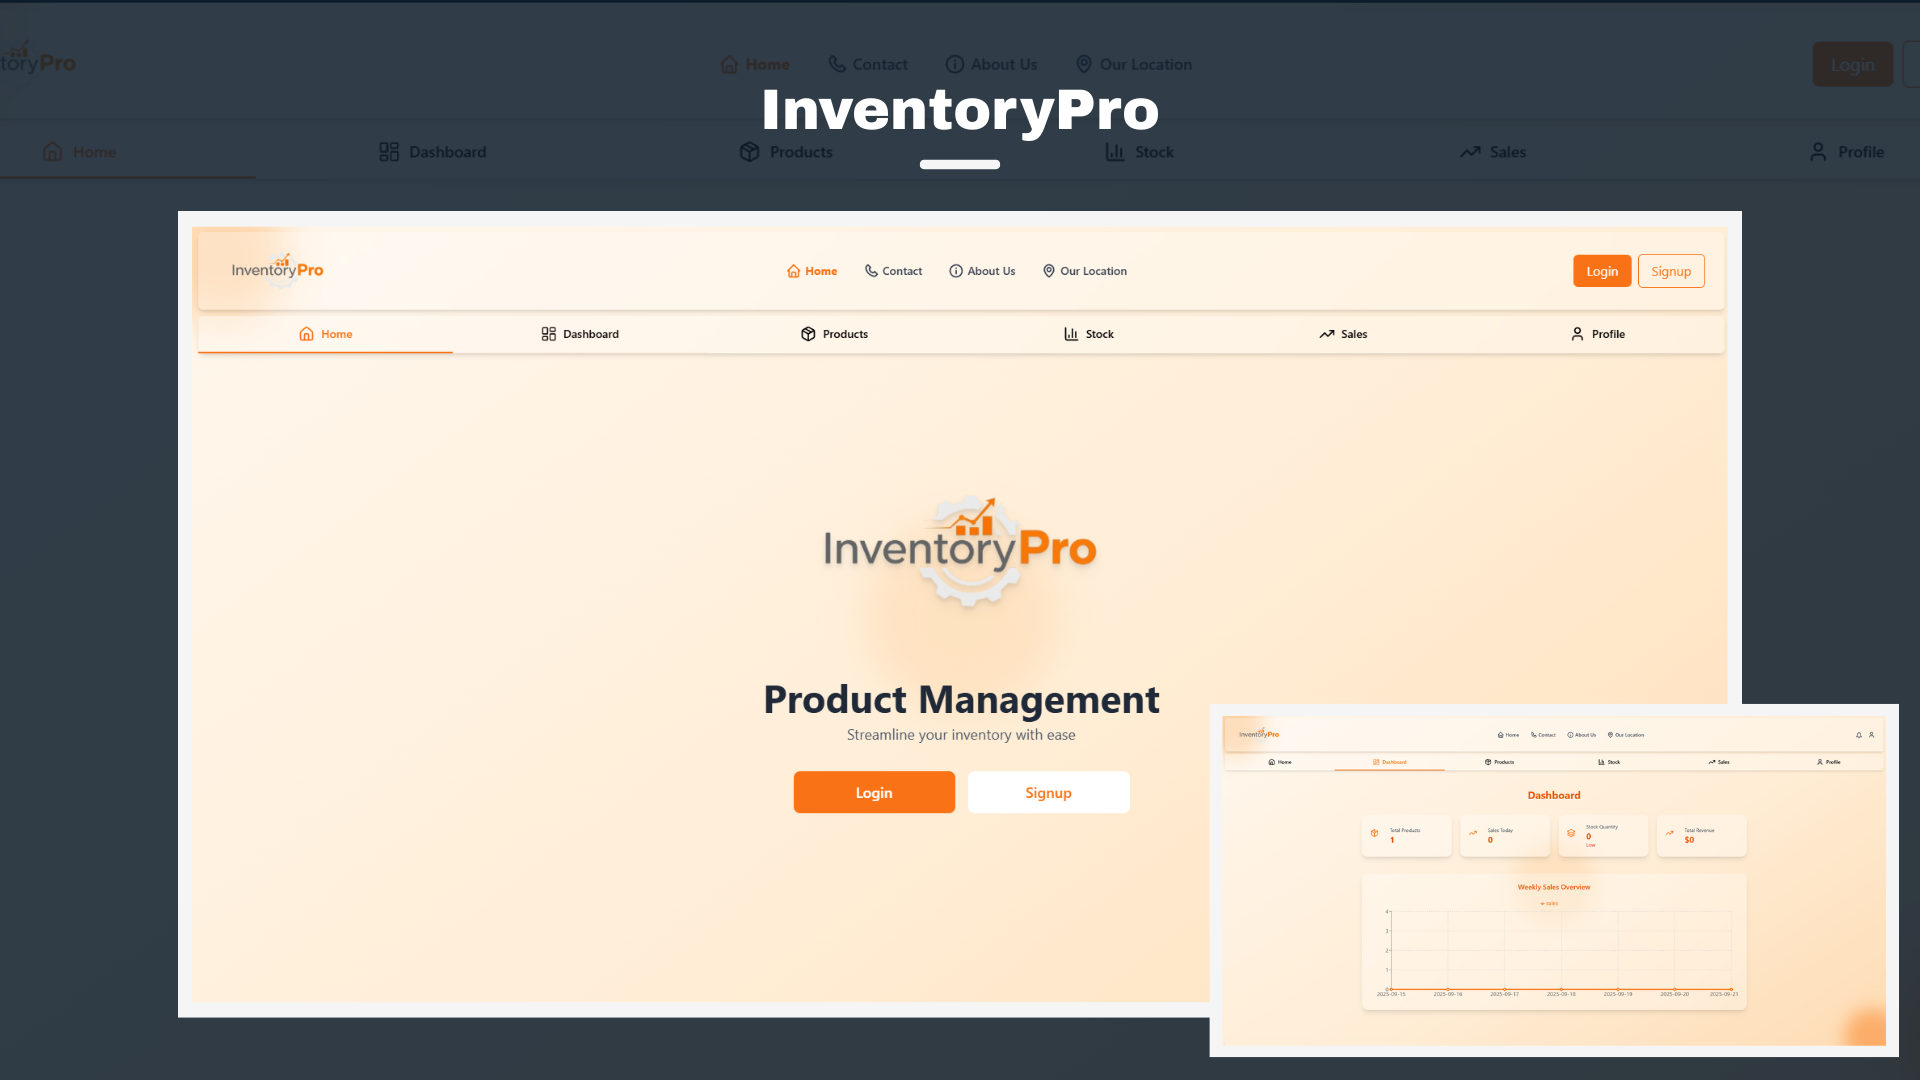 toryPro
Home Contact About Us Our Location
Login
InventoryPro
Home Dashboard Products Stock Sales Profile
InventoryPro
Home Contact About Us Our Location
Login Signup
Home Dashboard Products Stock Sales Profile
InventoryPro
Product Management
Streamline your inventory with ease
Login Signup
InventoryPro
Home Contact About Us Our Location
Home Dashboard Products Stock Sales Profile
Dashboard
Total Products
1
Sales Today
0
Stock Quantity
0
Low
Total Revenue
$0
Weekly Sales Overview
sales
4
3
2
1
0
2025-09-15 2025-09-16 2025-09-17 2025-09-18 2025-09-19 2025-09-20 2025-09-21